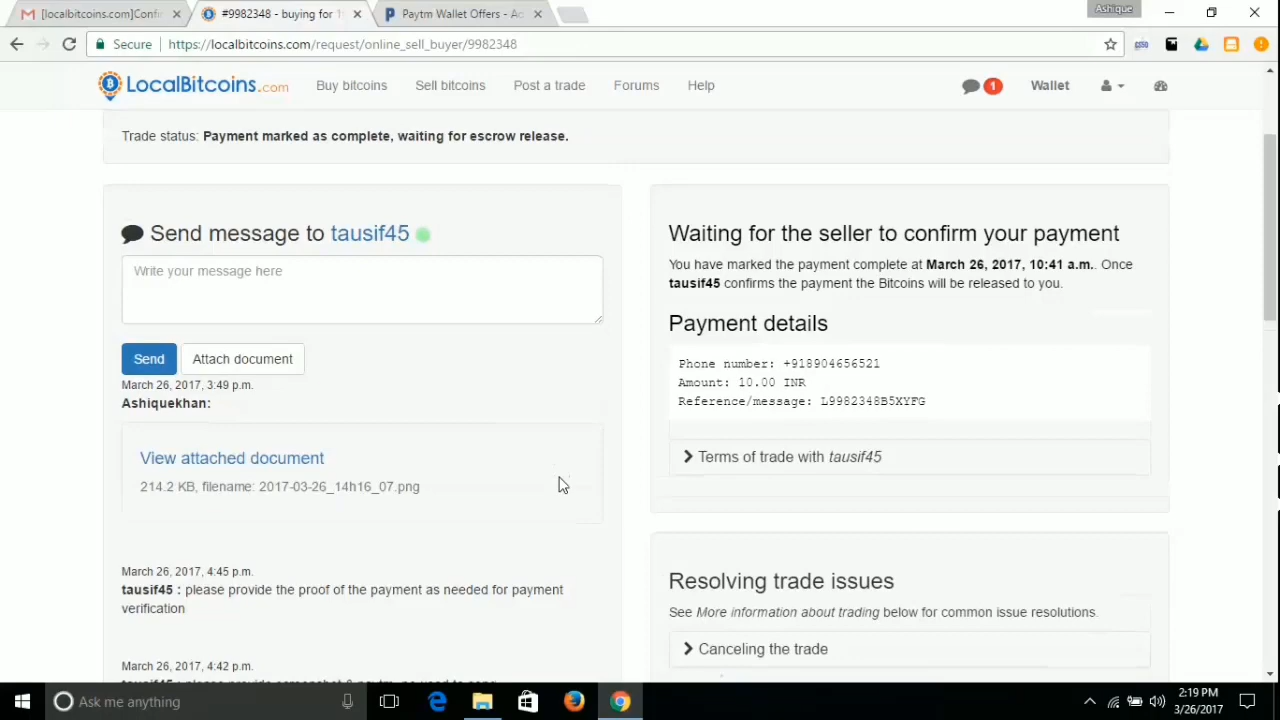 [localbitcoins.com]Confir
#9982348 - buying for 1
Paytm Wallet Offers - Ac
Ashique
Secure
https://localbitcoins.com/request/online_sell_buyer/9982348
LocalBitcoins.com
Buy bitcoins
Sell bitcoins
Post a trade
Forums
Help
1
Wallet
Trade status: Payment marked as complete, waiting for escrow release.
Send message to tausif45
Write your message here
Send
Attach document
March 26, 2017, 3:49 p.m.
Ashiquekhan:
View attached document
214.2 KB, filename: 2017-03-26_14h16_07.png
March 26, 2017, 4:45 p.m.
tausif45 : please provide the proof of the payment as needed for payment
verification
March 26, 2017, 4:42 p.m.
Waiting for the seller to confirm your payment
You have marked the payment complete at March 26, 2017, 10:41 a.m.. Once
tausif45 confirms the payment the Bitcoins will be released to you.
Payment details
Phone number: +918904656521
Amount: 10.00 INR
Reference/message: L9982348B5XYFG
Terms of trade with tausif45
Resolving trade issues
See More information about trading below for common issue resolutions.
Canceling the trade
Ask me anything
2:19 PM
3/26/2017